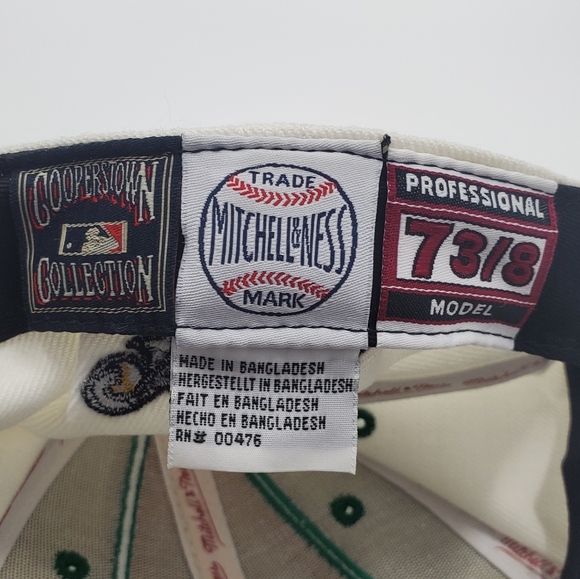 COOPERSTOWN
COLLECTION
TRADE
MITCHELL & NESS
MARK
PROFESSIONAL
7 3/8
MODEL
MADE IN BANGLADESH
HERGESTELLT IN BANGLADESH
FAIT EN BANGLADESH
HECHO EN BANGLADESH
RN# 00476